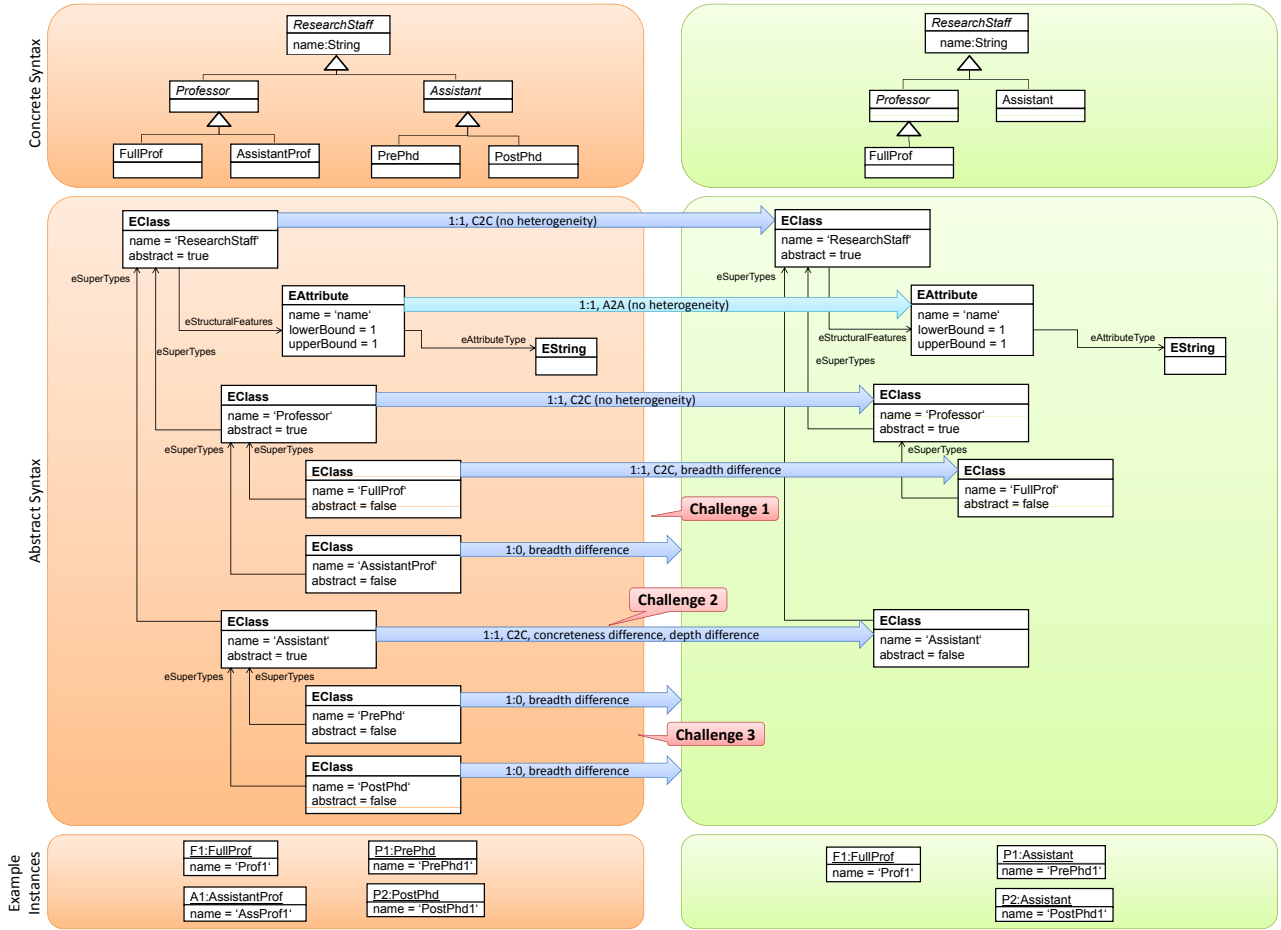 Concrete Syntax
ResearchStaff
name:String
Professor
Assistant
FullProf
AssistantProf
PrePhd
PostPhd
ResearchStaff
name:String
Professor
Assistant
FullProf
Abstract Syntax
EClass
name = ‘ResearchStaff‘
abstract = true
1:1, C2C (no heterogeneity)
EClass
name = ‘ResearchStaff‘
abstract = true
eSuperTypes
eSuperTypes
EAttribute
name = ‘name‘
lowerBound = 1
upperBound = 1
1:1, A2A (no heterogeneity)
EAttribute
name = ‘name‘
lowerBound = 1
upperBound = 1
eStructuralFeatures
eAttributeType
EString
eStructuralFeatures
eAttributeType
EString
eSuperTypes
eSuperTypes
EClass
name = ‘Professor‘
abstract = true
1:1, C2C (no heterogeneity)
EClass
name = ‘Professor‘
abstract = true
eSuperTypes
eSuperTypes
eSuperTypes
EClass
name = ‘FullProf‘
abstract = false
1:1, C2C, breadth difference
EClass
name = ‘FullProf‘
abstract = false
Challenge 1
EClass
name = ‘AssistantProf‘
abstract = false
1:0, breadth difference
Challenge 2
EClass
name = ‘Assistant‘
abstract = true
1:1, C2C, concreteness difference, depth difference
EClass
name = ‘Assistant‘
abstract = false
eSuperTypes
eSuperTypes
EClass
name = ‘PrePhd‘
abstract = false
1:0, breadth difference
Challenge 3
EClass
name = ‘PostPhd‘
abstract = false
1:0, breadth difference
Example
Instances
F1:FullProf
name = ‘Prof1‘
P1:PrePhd
name = ‘PrePhd1‘
A1:AssistantProf
name = ‘AssProf1‘
P2:PostPhd
name = ‘PostPhd1‘
F1:FullProf
name = ‘Prof1‘
P1:Assistant
name = ‘PrePhd1‘
P2:Assistant
name = ‘PostPhd1‘